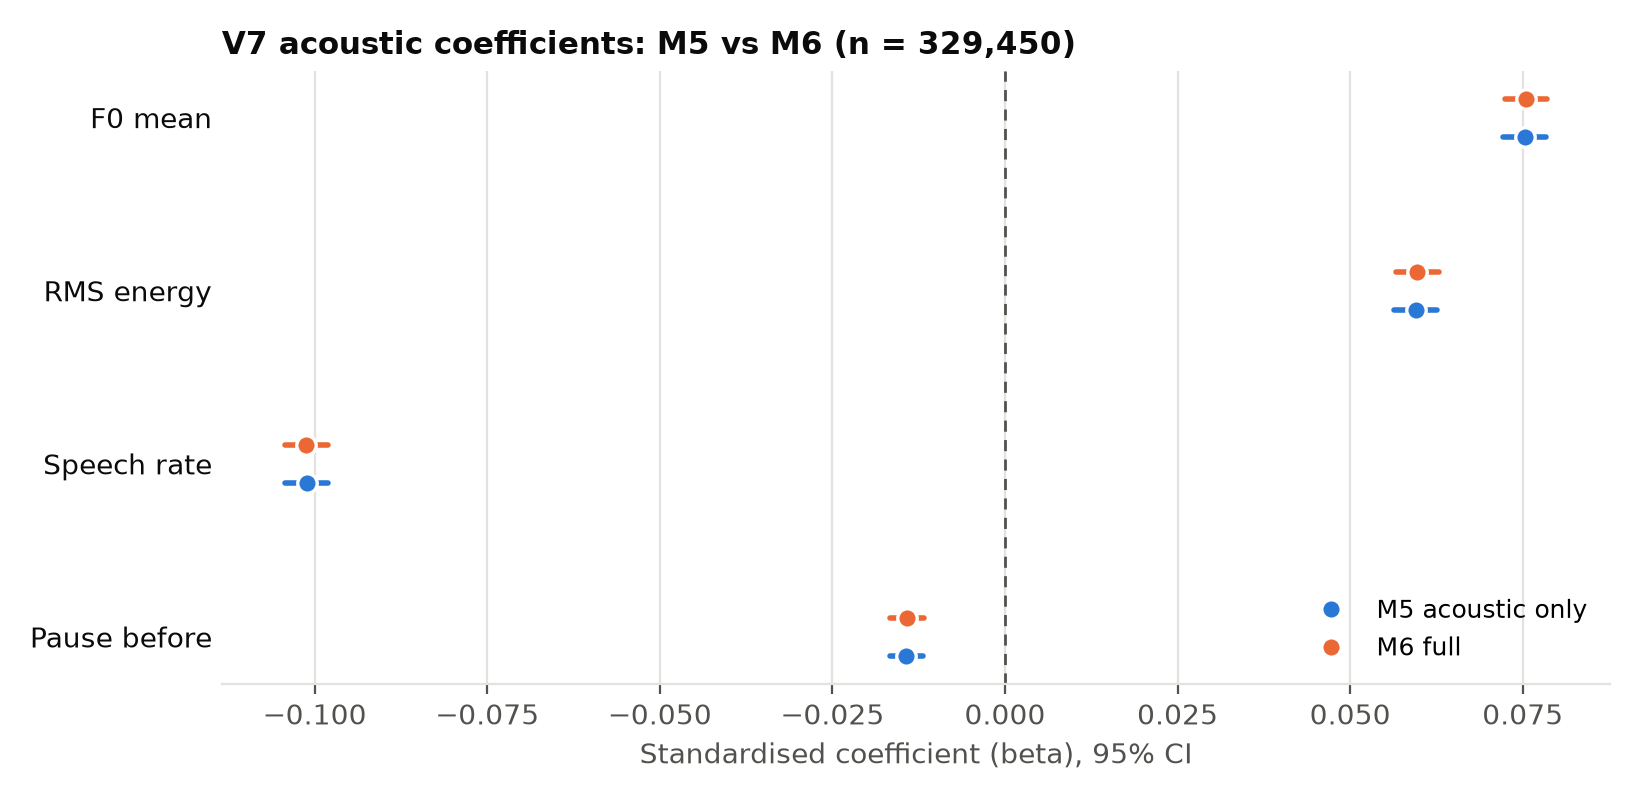 V7 acoustic coefficients: M5 vs M6 (n = 329,450)
F0 mean
RMS energy
Speech rate
Pause before
M5 acoustic only
M6 full
−0.100 −0.075 −0.050 −0.025 0.000 0.025 0.050 0.075
Standardised coefficient (beta), 95% CI